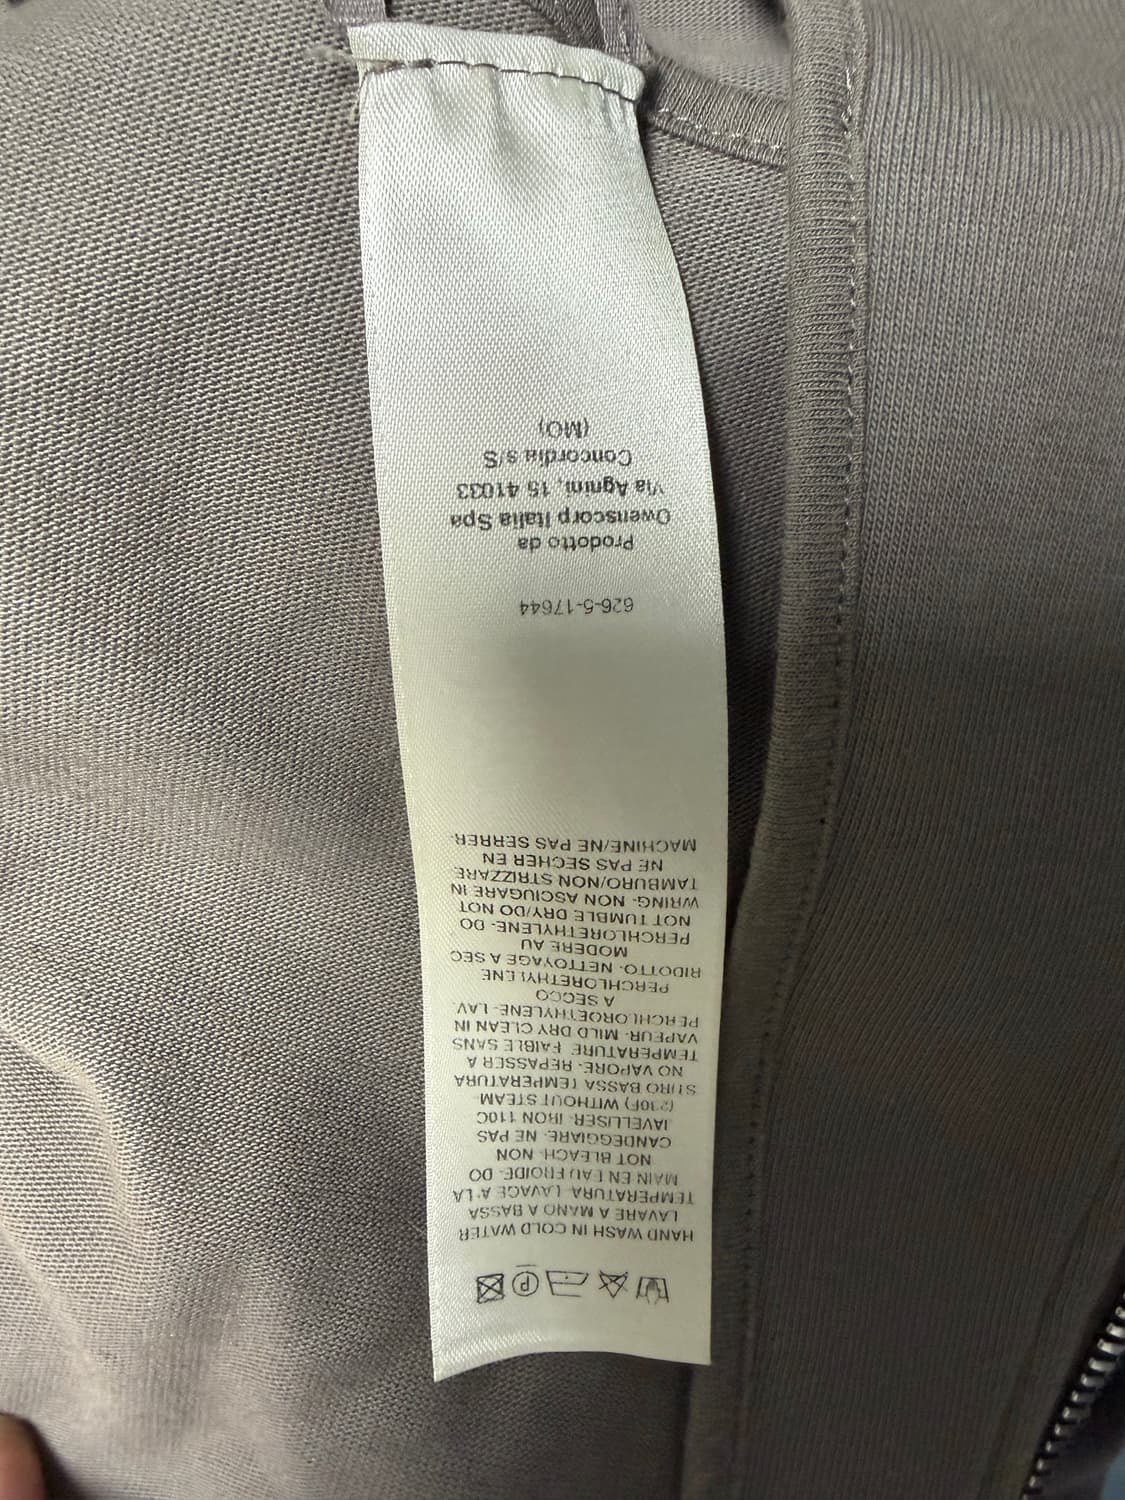 HAND WASH IN COLD WATER
LAVARE A MANO A BASSA
TEMPERATURA- LAVAGE A LA
MAIN EN EAU FROIDE- DO
NOT BLEACH- NON
CANDEGGIARE- NE PAS
JAVELLISER- IRON 110C
(230F) WITHOUT STEAM-
STIRO BASSA TEMPERATURA
NO VAPORE- REPASSER A
TEMPERATURE FAIBLE SANS
VAPEUR- MILD DRY CLEAN IN
PERCHLOROETHYLENE- LAV.
A SECCO
PERCHLORETHYLENE
RIDOTTO- NETTOYAGE A SEC
MODERE AU
PERCHLORETHYLENE- DO
NOT TUMBLE DRY/DO NOT
WRING- NON ASCIUGARE IN
TAMBURO/NON STRIZZARE
NE PAS SECHER EN
MACHINE/NE PAS SERRER-
626-5-17644
Prodotto da
Owenscorp Italia Spa
Via Agnini, 15 41033
Concordia s/S
(MO)